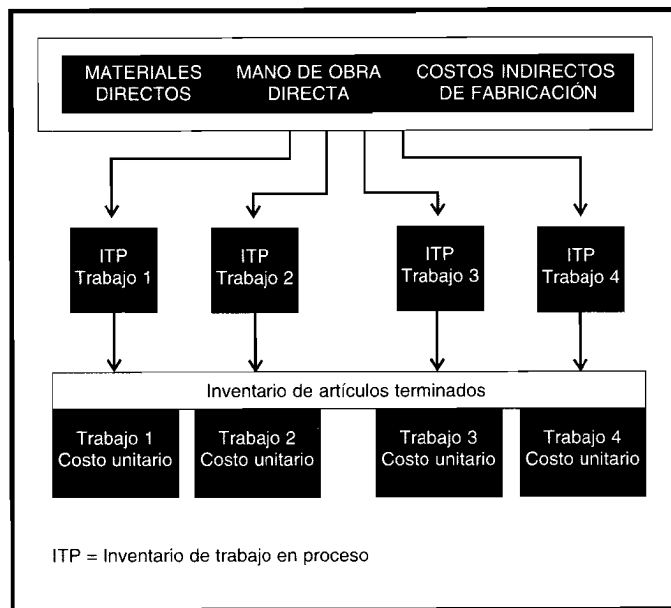 MATERIALES
DIRECTOS
MANO DE OBRA
DIRECTA
COSTOS INDIRECTOS
DE FABRICACIÓN
ITP
Trabajo 1
ITP
Trabajo 2
ITP
Trabajo 3
ITP
Trabajo 4
Inventario de artículos terminados
Trabajo 1
Costo unitario
Trabajo 2
Costo unitario
Trabajo 3
Costo unitario
Trabajo 4
Costo unitario
ITP = Inventario de trabajo en proceso